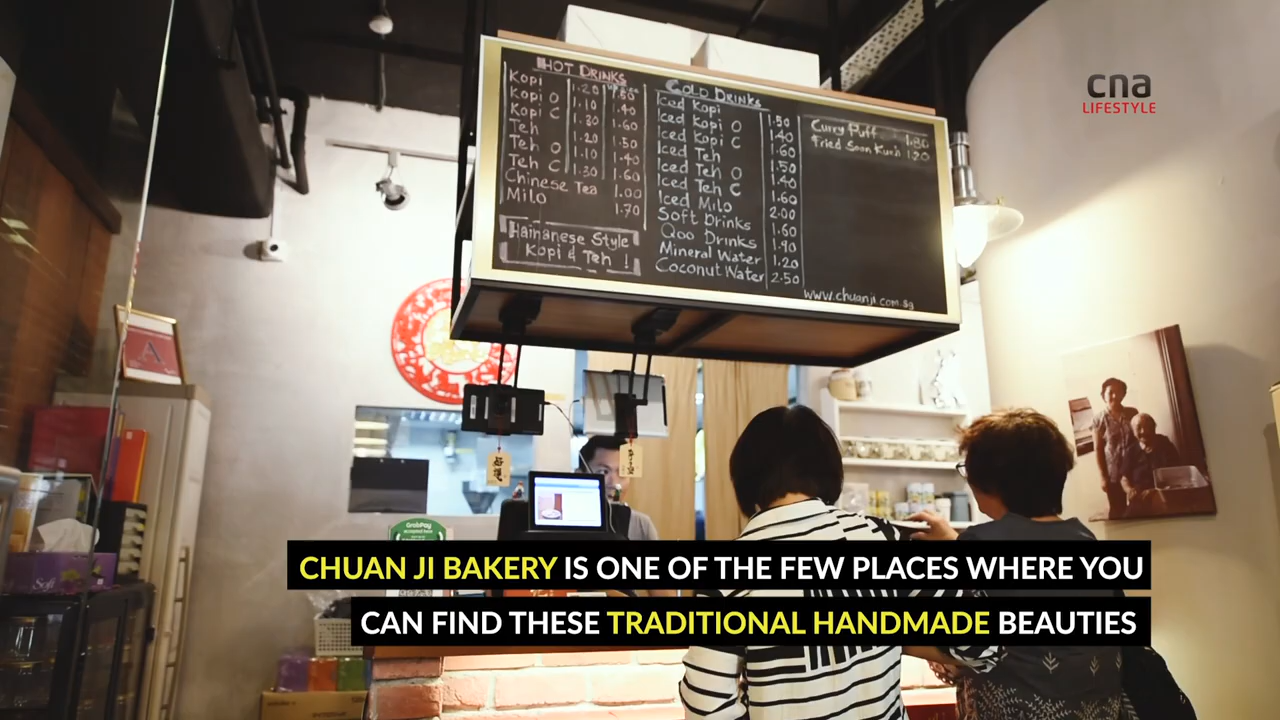 cna
LIFESTYLE
HOT DRINKS
Kopi 1.20 1.50
Kopi O 1.10 1.40
Kopi C 1.30 1.60
Teh 1.20 1.50
Teh O 1.10 1.40
Teh C 1.30 1.60
Chinese Tea 1.00
Milo 1.70
Hainanese Style
Kopi & Teh !
COLD DRINKS
Iced Kopi 1.50
Iced Kopi O 1.40
Iced Kopi C 1.60
Iced Teh 1.50
Iced Teh O 1.40
Iced Teh C 1.60
Iced Milo 2.00
Soft Drinks 1.60
Qoo Drinks 1.90
Mineral Water 1.20
Coconut Water 2.50
Curry Puff 1.80
Fried Soon Kueh 1.20
www.chuanji.com.sg
GrabPay
CHUAN JI BAKERY IS ONE OF THE FEW PLACES WHERE YOU
CAN FIND THESE TRADITIONAL HANDMADE BEAUTIES